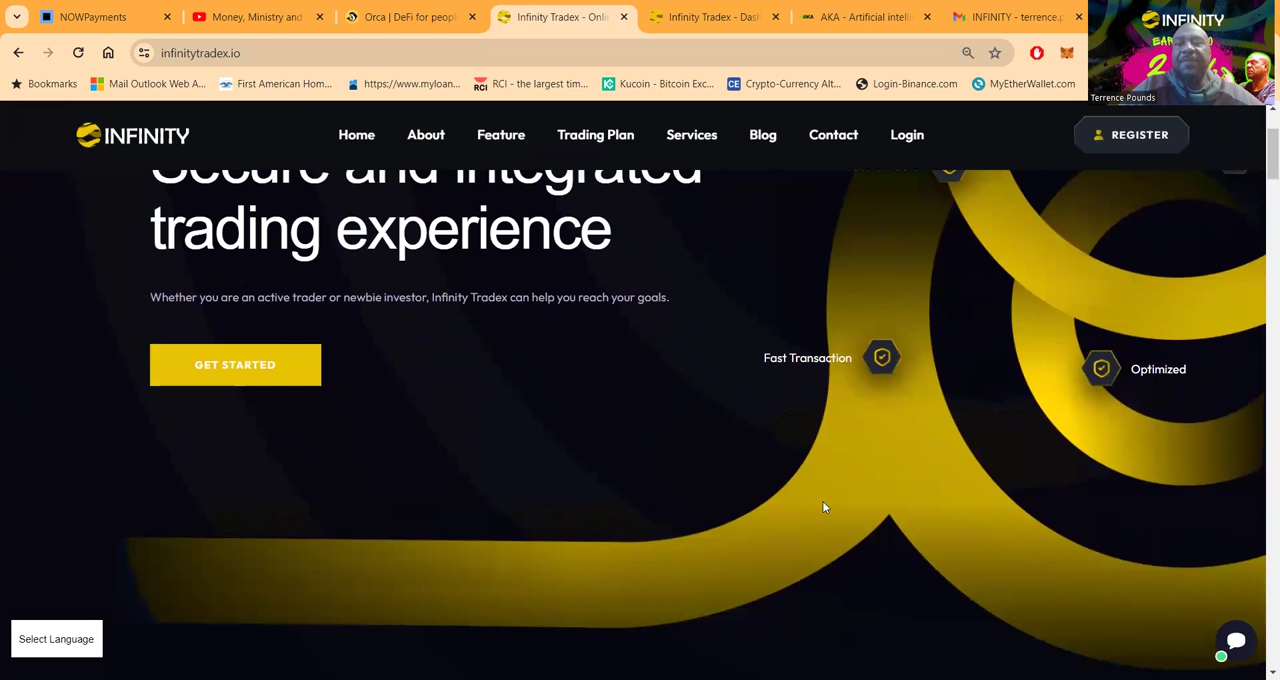 NOWPayments
Money, Ministry and
Orca | DeFi for peopl
Infinity Tradex - Onli
Infinity Tradex - Das
AKA - Artificial intell
INFINITY - terrence.p
infinitytradex.io
Bookmarks
Mail Outlook Web A...
First American Hom...
https://www.myloan...
RCI - the largest tim...
Kucoin - Bitcoin Exc...
Crypto-Currency Alt...
Login-Binance.com
MyEtherWallet.com
INFINITY
Terrence Pounds
INFINITY
Home
About
Feature
Trading Plan
Services
Blog
Contact
Login
REGISTER
Secure and integrated
trading experience
Whether you are an active trader or newbie investor, Infinity Tradex can help you reach your goals.
GET STARTED
Fast Transaction
Optimized
Select Language